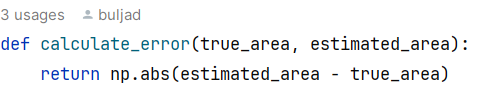 3 usages buljad
def calculate_error(true_area, estimated_area):
    return np.abs(estimated_area - true_area)